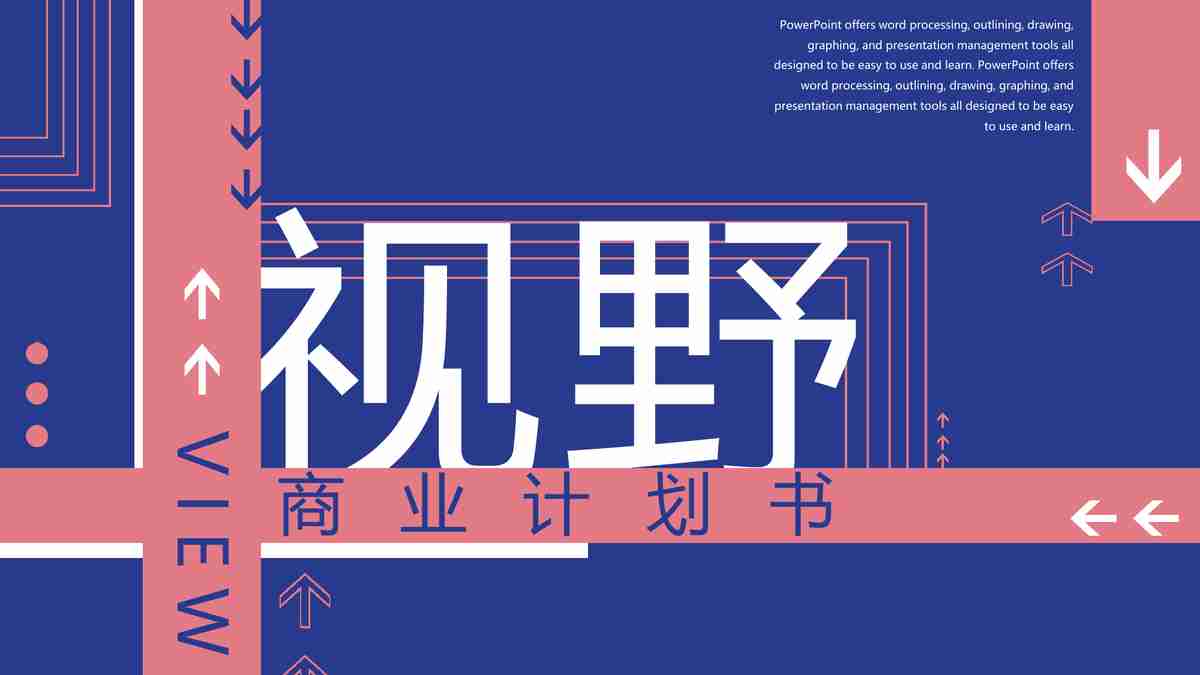 PowerPoint offers word processing, outlining, drawing,
graphing, and presentation management tools all
designed to be easy to use and learn. PowerPoint offers
word processing, outlining, drawing, graphing, and
presentation management tools all designed to be easy
to use and learn.
视野
商业计划书
VIEW